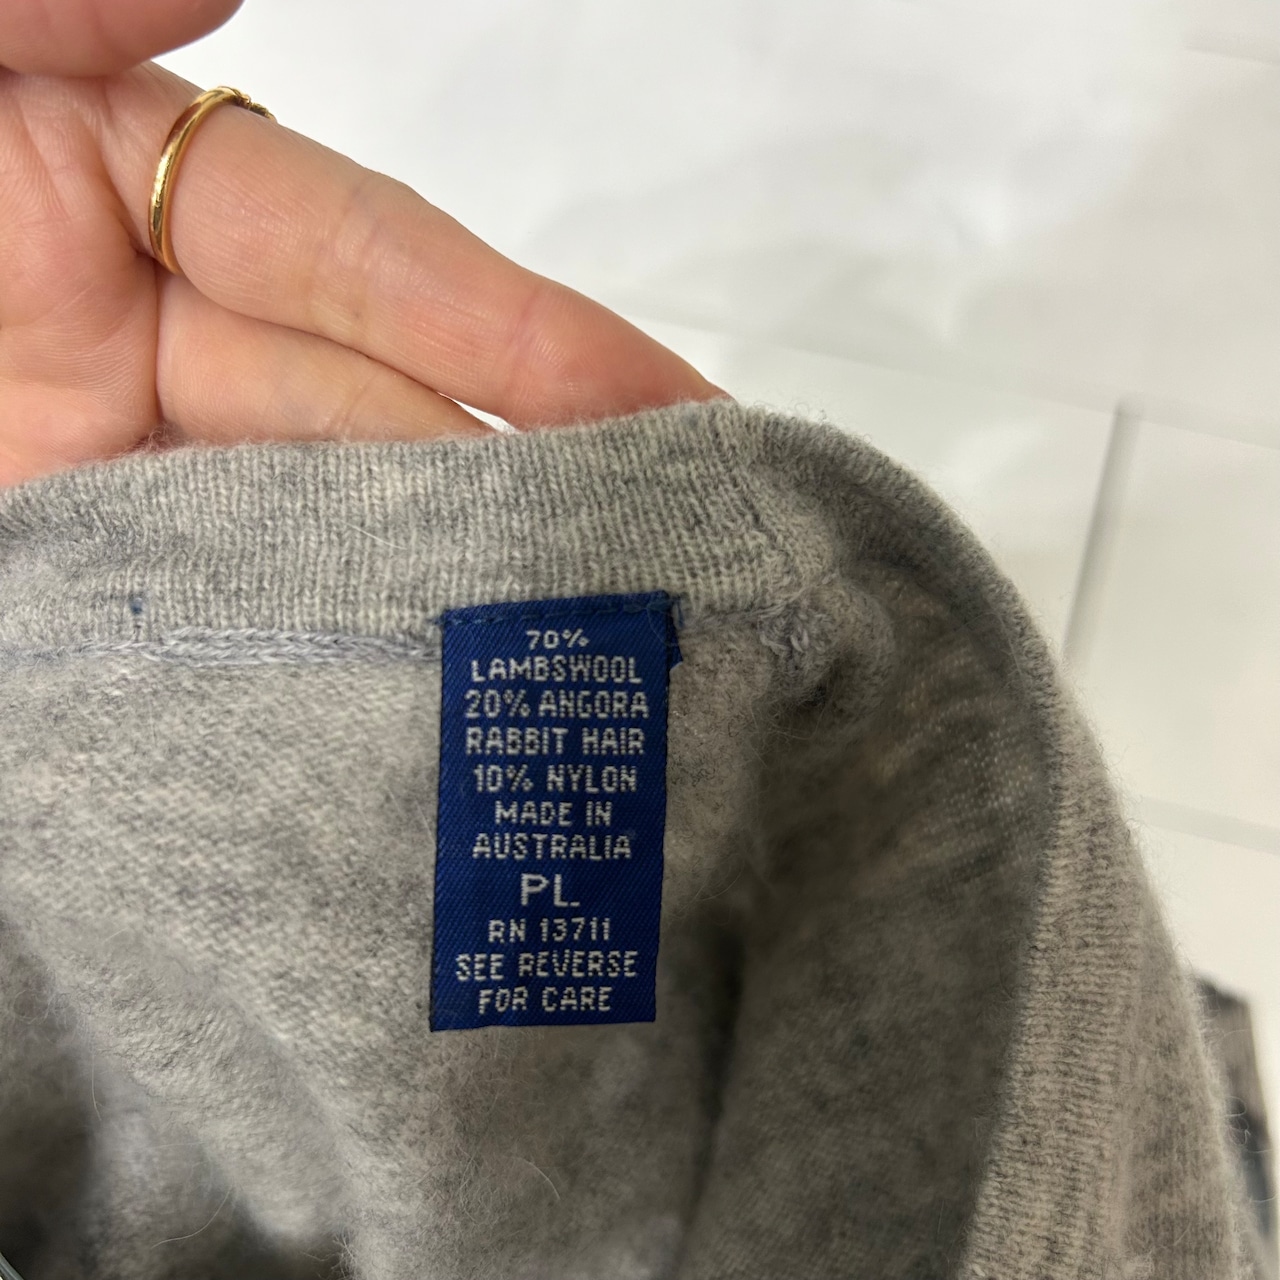 70%
LAMBSWOOL
20% ANGORA
RABBIT HAIR
10% NYLON
MADE IN
AUSTRALIA
PL
RN 13711
SEE REVERSE
FOR CARE